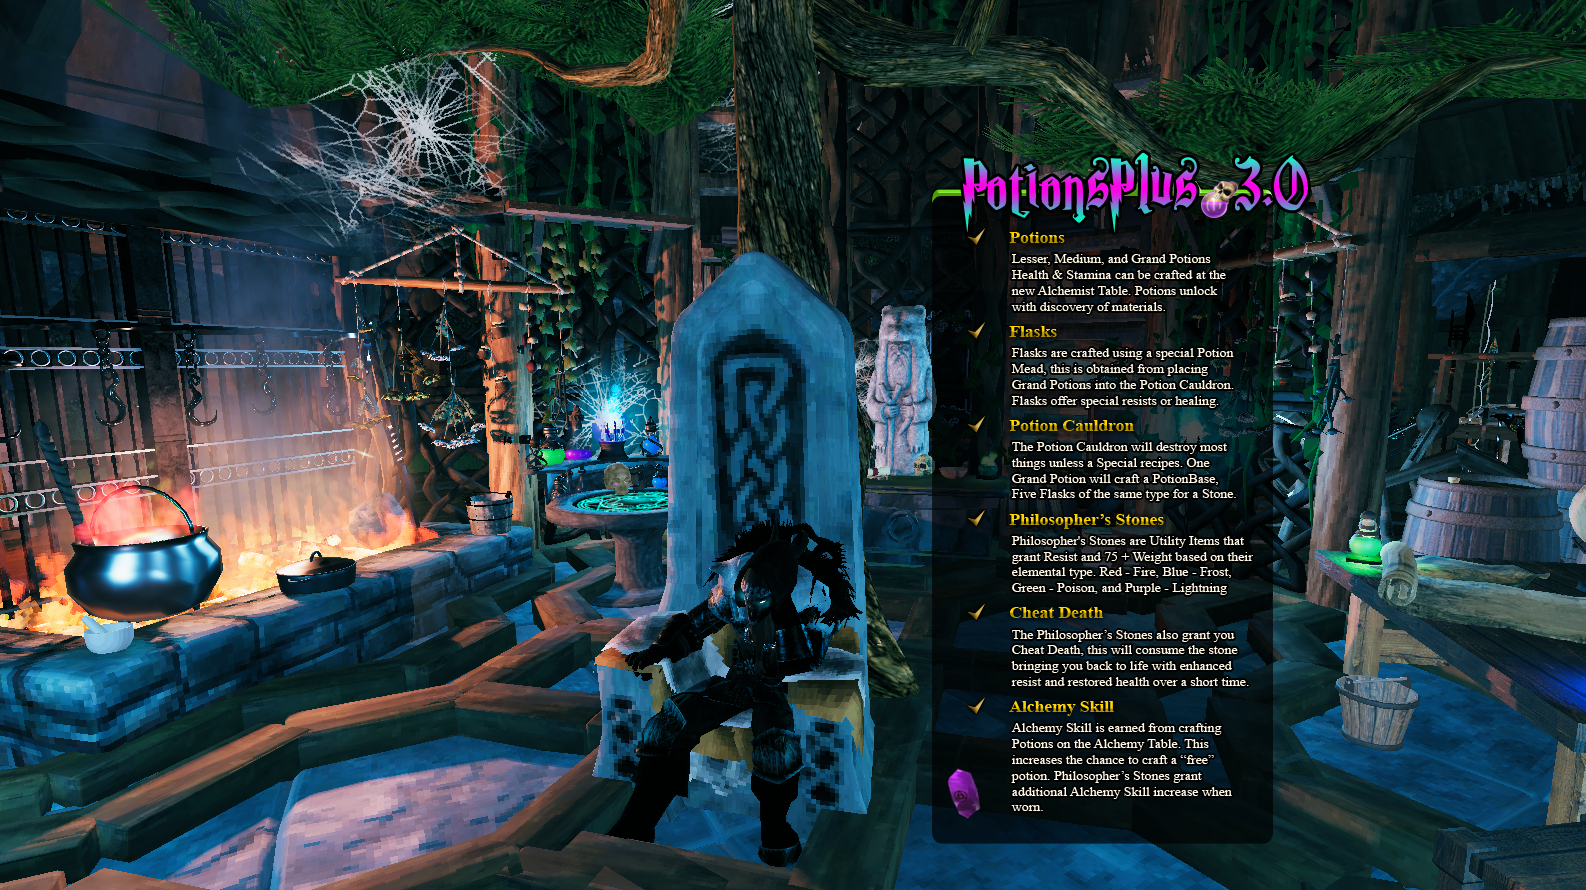 PotionsPlus 3.0
Potions
Lesser, Medium, and Grand Potions
Health & Stamina can be crafted at the
new Alchemist Table. Potions unlock
with discovery of materials.
Flasks
Flasks are crafted using a special Potion
Mead, this is obtained from placing
Grand Potions into the Potion Cauldron.
Flasks offer special resists or healing.
Potion Cauldron
The Potion Cauldron will destroy most
things unless a Special recipes. One
Grand Potion will craft a PotionBase,
Five Flasks of the same type for a Stone.
Philosopher’s Stones
Philosopher's Stones are Utility Items that
grant Resist and 75 + Weight based on their
elemental type. Red - Fire, Blue - Frost,
Green - Poison, and Purple - Lightning
Cheat Death
The Philosopher’s Stones also grant you
Cheat Death, this will consume the stone
bringing you back to life with enhanced
resist and restored health over a short time.
Alchemy Skill
Alchemy Skill is earned from crafting
Potions on the Alchemy Table. This
increases the chance to craft a “free”
potion. Philosopher’s Stones grant
additional Alchemy Skill increase when
worn.